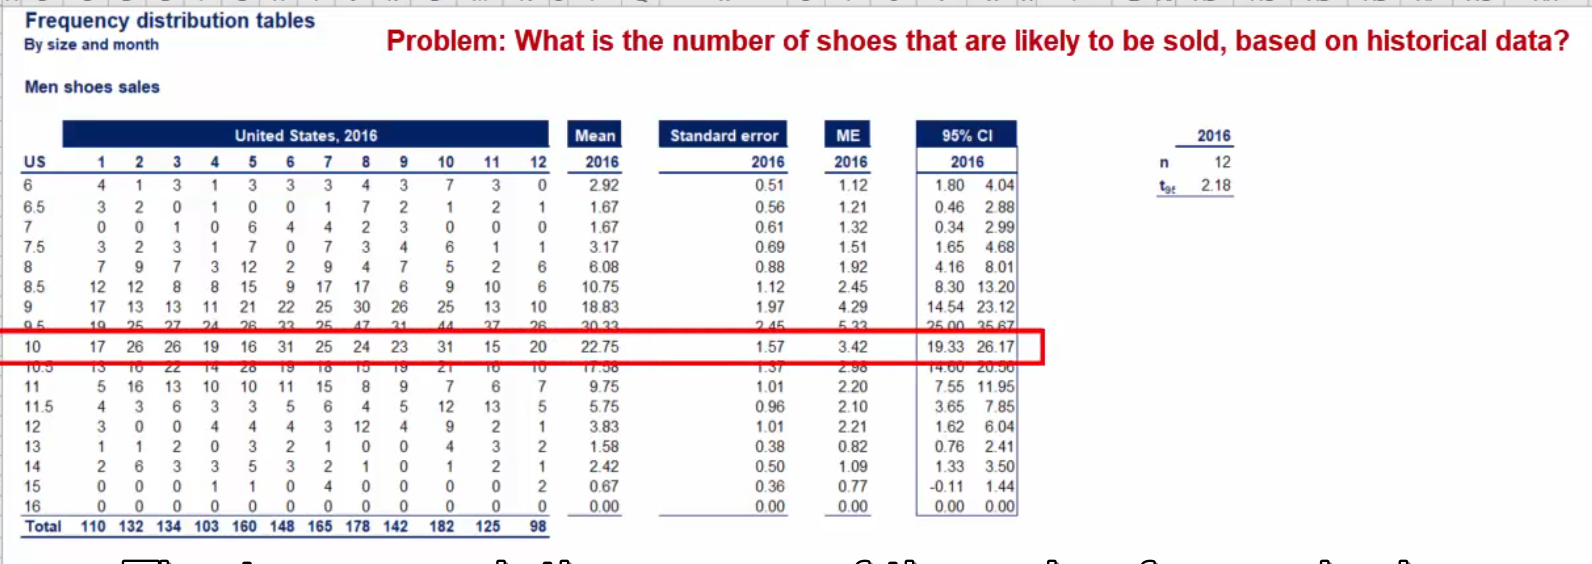 Frequency distribution tables
By size and month
Problem: What is the number of shoes that are likely to be sold, based on historical data?
Men shoes sales
United States, 2016 Mean Standard error ME 95% CI 2016
US 1 2 3 4 5 6 7 8 9 10 11 12 2016 2016 2016 2016 n 12
6 4 1 3 1 3 3 3 4 3 7 3 0 2.92 0.51 1.12 1.80 4.04 2.18
6.5 3 2 0 1 0 0 1 7 2 1 2 1 1.67 0.56 1.21 0.46 2.88
7 0 0 1 0 6 4 4 2 3 0 0 0 1.67 0.61 1.32 0.34 2.99
7.5 3 2 3 1 7 0 7 3 4 6 1 1 3.17 0.69 1.51 1.65 4.68
8 7 9 7 3 12 2 9 4 7 5 2 6 6.08 0.88 1.92 4.16 8.01
8.5 12 12 8 8 15 9 17 17 6 9 10 6 10.75 1.12 2.45 8.30 13.20
9 17 13 13 11 21 22 25 30 26 25 13 10 18.83 1.97 4.29 14.54 23.12
9.5 19 25 27 24 26 33 25 47 31 44 37 26 30.33 2.45 5.33 25.00 35.67
10 17 26 26 19 16 31 25 24 23 31 15 20 22.75 1.57 3.42 19.33 26.17
10.5 13 16 22 14 28 19 18 15 19 21 16 10 17.58 1.37 2.98 14.60 20.56
11 5 16 13 10 10 11 15 8 9 7 6 7 9.75 1.01 2.20 7.55 11.95
11.5 4 3 6 3 3 5 6 4 5 12 13 5 5.75 0.96 2.10 3.65 7.85
12 3 0 0 4 4 4 3 12 4 9 2 1 3.83 1.01 2.21 1.62 6.04
13 1 1 2 0 3 2 1 0 0 4 3 2 1.58 0.38 0.82 0.76 2.41
14 2 6 3 3 5 3 2 1 0 1 2 1 2.42 0.50 1.09 1.33 3.50
15 0 0 0 1 1 0 4 0 0 0 0 2 0.67 0.36 0.77 -0.11 1.44
16 0 0 0 0 0 0 0 0 0 0 0 0 0.00 0.00 0.00 0.00 0.00
Total 110 132 134 103 160 148 165 178 142 182 125 98